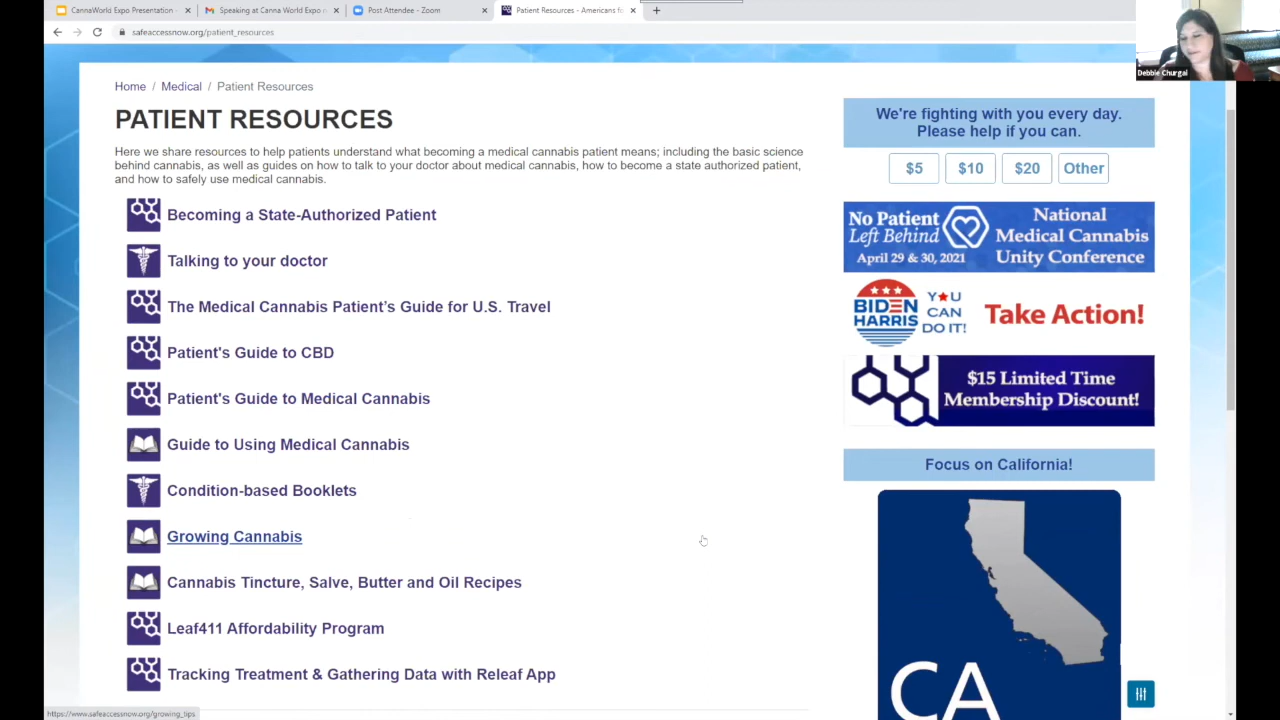 CannaWorld Expo Presentation -
Speaking at Canna World Expo n
Post Attendee - Zoom
Patient Resources - Americans fo
safeaccessnow.org/patient_resources
Debbie Churgai
Home / Medical / Patient Resources
PATIENT RESOURCES
Here we share resources to help patients understand what becoming a medical cannabis patient means; including the basic science
behind cannabis, as well as guides on how to talk to your doctor about medical cannabis, how to become a state authorized patient,
and how to safely use medical cannabis.
Becoming a State-Authorized Patient
Talking to your doctor
The Medical Cannabis Patient's Guide for U.S. Travel
Patient's Guide to CBD
Patient's Guide to Medical Cannabis
Guide to Using Medical Cannabis
Condition-based Booklets
Growing Cannabis
Cannabis Tincture, Salve, Butter and Oil Recipes
Leaf411 Affordability Program
Tracking Treatment & Gathering Data with Releaf App
We're fighting with you every day.
Please help if you can.
$5 $10 $20 Other
No Patient
Left Behind
April 29 & 30, 2021
National
Medical Cannabis
Unity Conference
BIDEN
HARRIS
YOU
CAN
DO IT!
Take Action!
$15 Limited Time
Membership Discount!
Focus on California!
CA
https://www.safeaccessnow.org/growing_tips